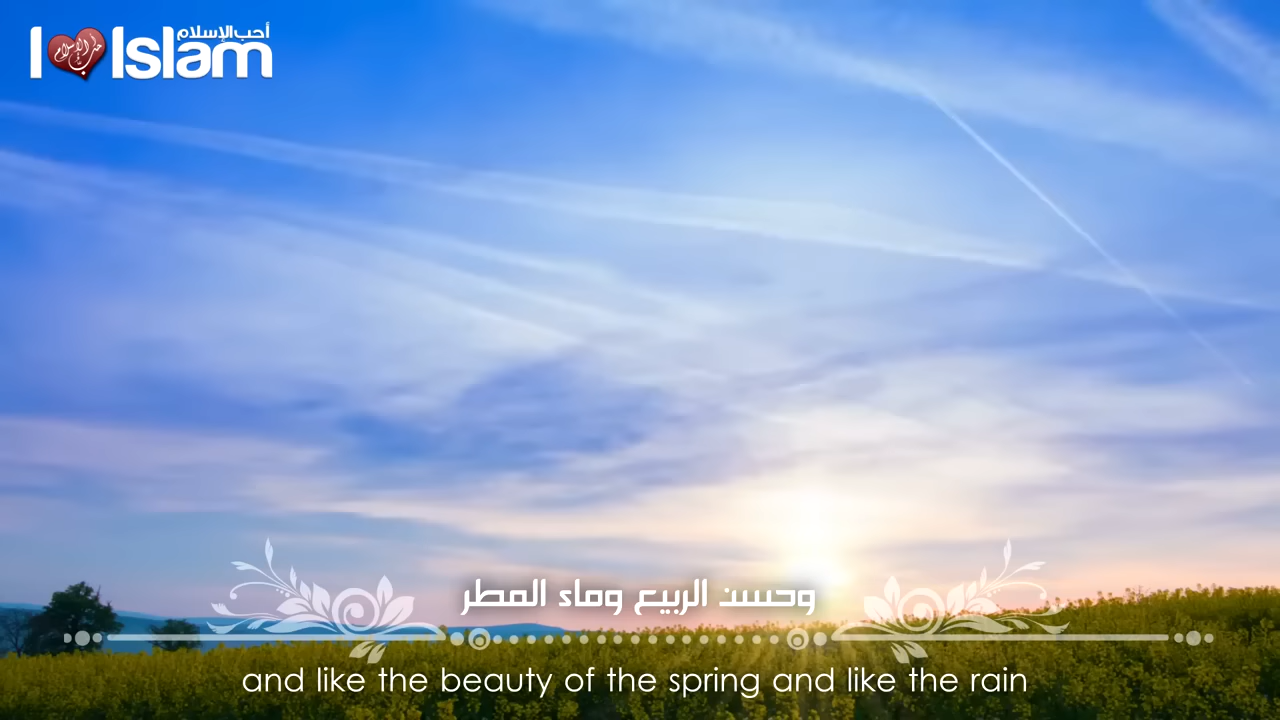 I Islam
أحب الإسلام
وحسن الربيع وماء المطر
and like the beauty of the spring and like the rain